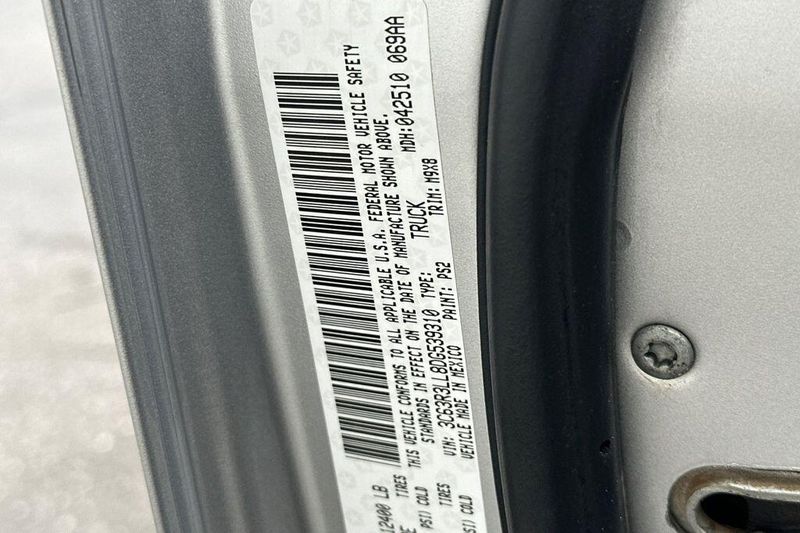 12400 LB TIRES THIS VEHICLE CONFORMS TO ALL APPLICABLE U.S.A. FEDERAL MOTOR VEHICLE SAFETY
PSI) COLD STANDARDS IN EFFECT ON THE DATE OF MANUFACTURE SHOWN ABOVE.
TIRES VIN: 3C63R3LL8DG539310 TYPE: TRUCK MDH:042510 069AA
PSI) COLD VEHICLE MADE IN MEXICO PAINT: PS2 TRIM: M9X8